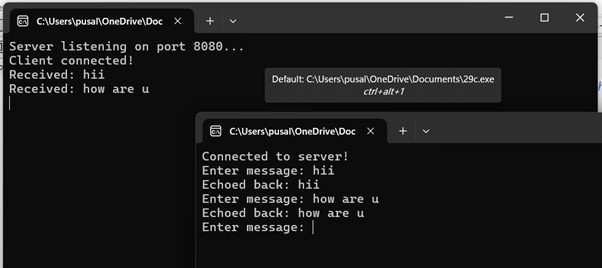 C:\Users\pusal\OneDrive\Doc
Server listening on port 8080...
Client connected!
Received: hii
Received: how are u
Default: C:\Users\pusal\OneDrive\Documents\29c.exe
ctrl+alt+1
C:\Users\pusal\OneDrive\Doc
Connected to server!
Enter message: hii
Echoed back: hii
Enter message: how are u
Echoed back: how are u
Enter message: